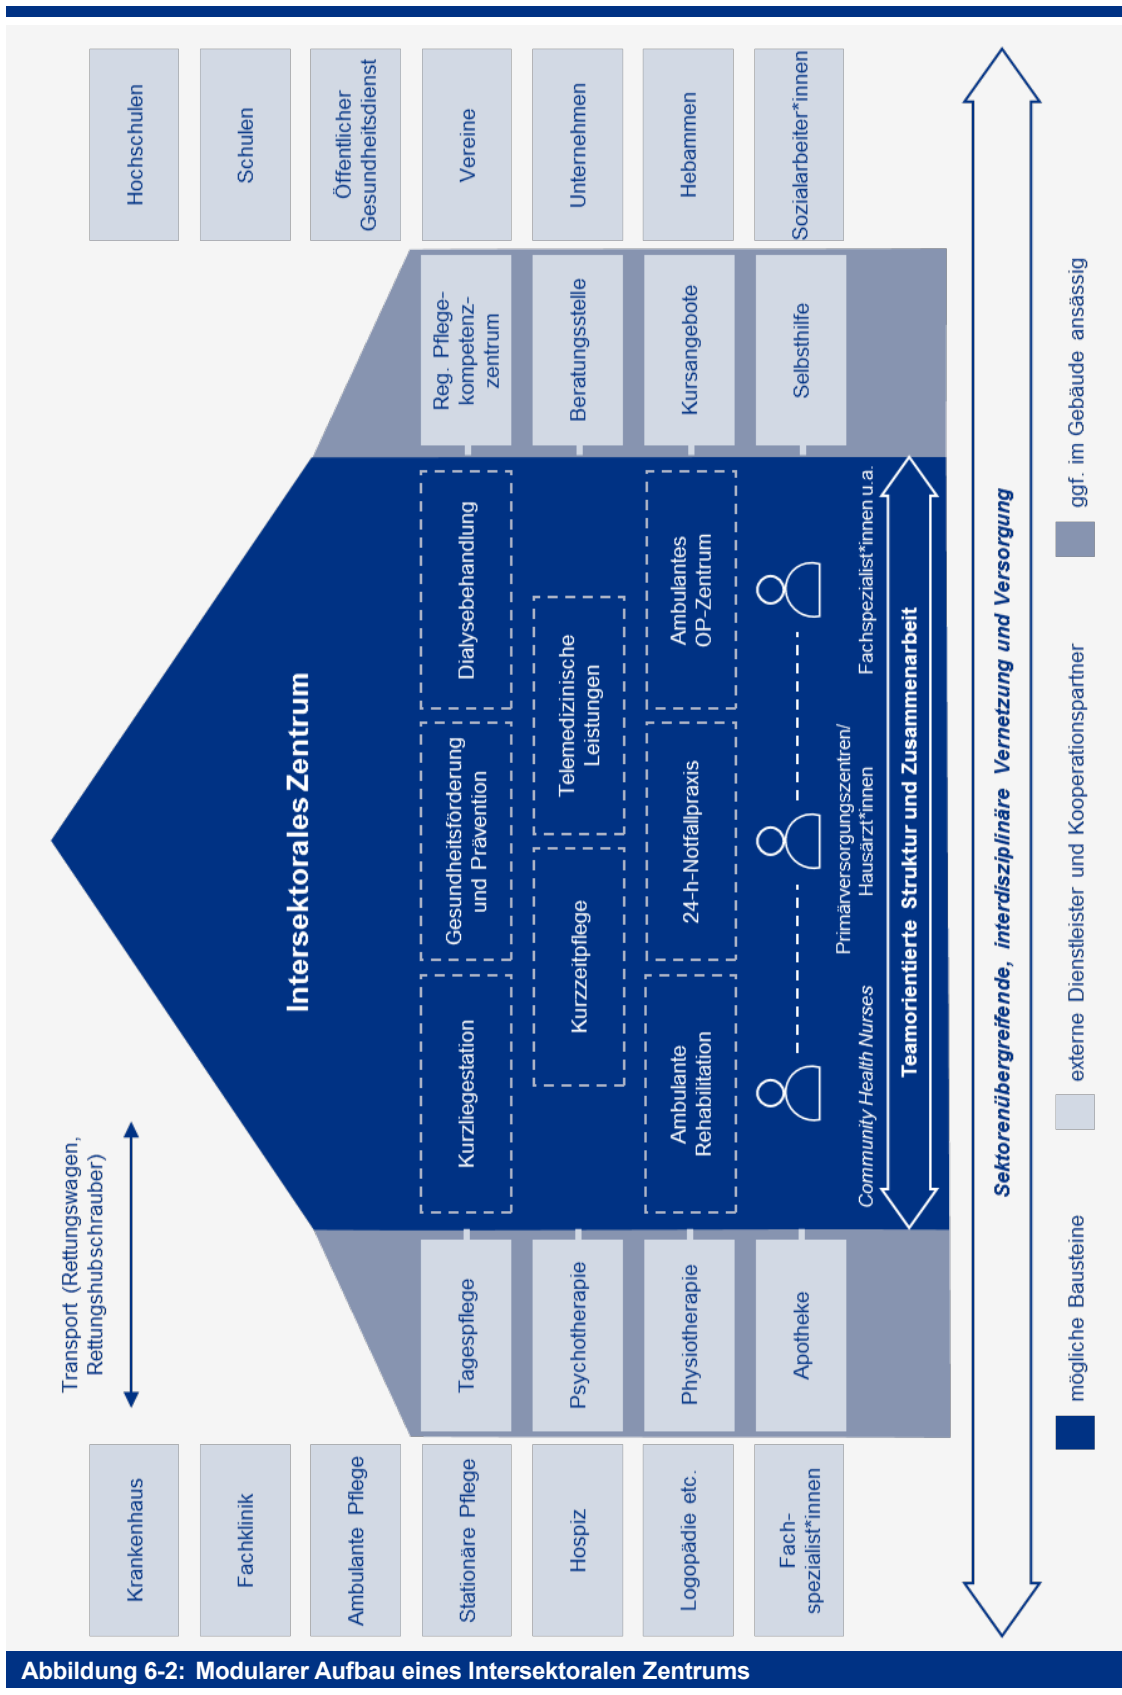 Krankenhaus
Fachklinik
Ambulante Pflege
Stationäre Pflege
Hospiz
Logopädie etc.
Fach-
spezialist*innen
Transport (Rettungswagen,
Rettungshubschrauber)
Tagespflege
Psychotherapie
Physiotherapie
Apotheke
Intersektorales Zentrum
Kurzliegestation
Gesundheitsförderung
und Prävention
Dialysebehandlung
Kurzzeitpflege
Telemedizinische
Leistungen
Ambulante
Rehabilitation
24-h-Notfallpraxis
Ambulantes
OP-Zentrum
Community Health Nurses
Primärversorgungszentren/
Hausärzt*innen
Fachspezialist*innen u.a.
Teamorientierte Struktur und Zusammenarbeit
Reg. Pflege-
kompetenz-
zentrum
Beratungsstelle
Kursangebote
Selbsthilfe
Hochschulen
Schulen
Öffentlicher
Gesundheitsdienst
Vereine
Unternehmen
Hebammen
Sozialarbeiter*innen
Sektorenübergreifende, interdisziplinäre Vernetzung und Versorgung
mögliche Bausteine
externe Dienstleister und Kooperationspartner
ggf. im Gebäude ansässig
Abbildung 6-2: Modularer Aufbau eines Intersektoralen Zentrums